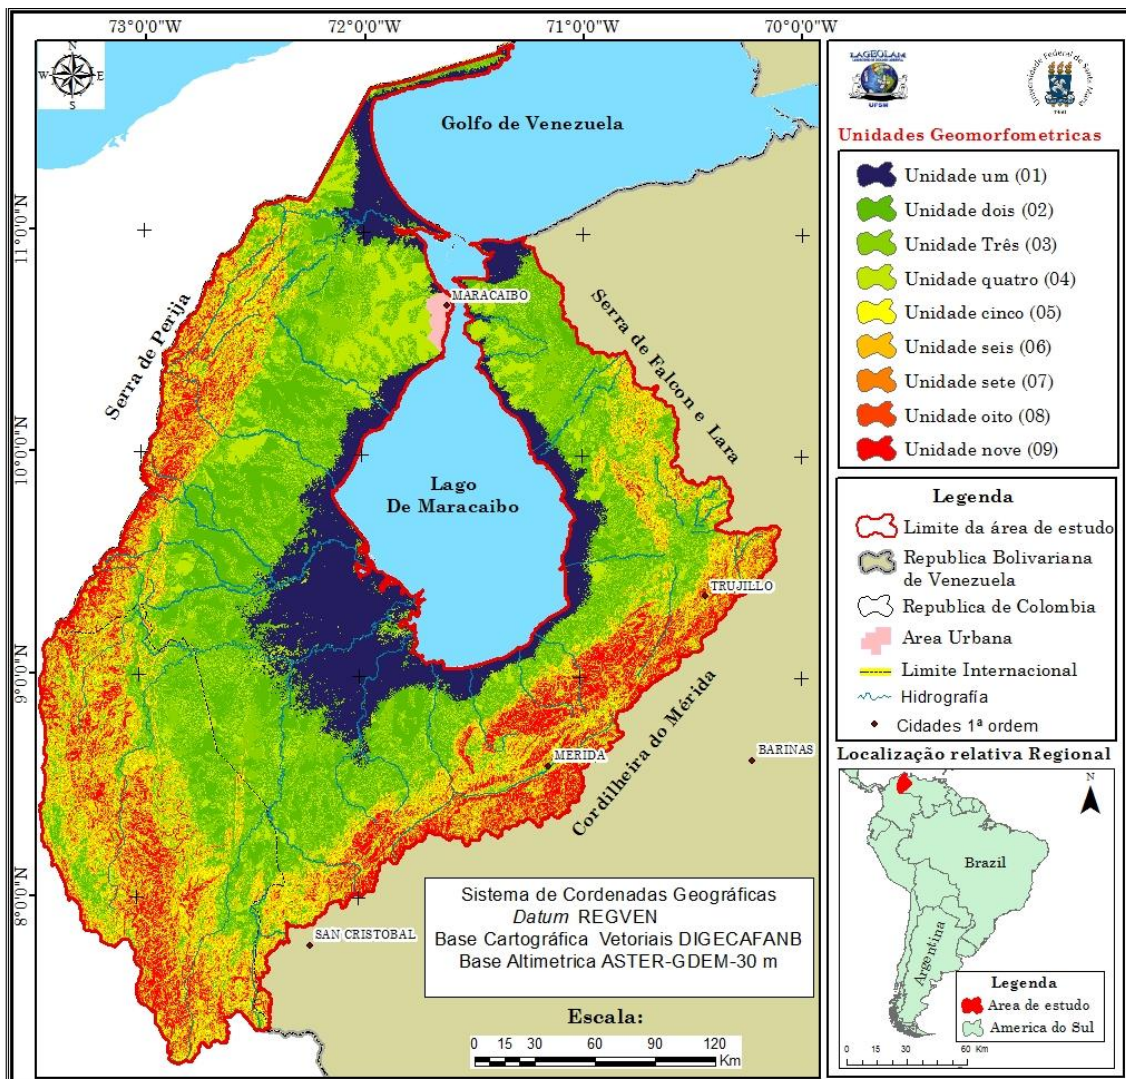 73°0'0"W
72°0'0"W
71°0'0"W
70°0'0"W
11°0'0"N
10°0'0"N
9°0'0"N
8°0'0"N
N
W
E
S
Golfo de Venezuela
MARACAIBO
Serra de Perija
Serra de Falcon e Lara
Lago
De Maracaibo
TRUJILLO
MERIDA
BARINAS
Cordilheira do Mérida
SAN CRISTOBAL
Sistema de Cordenadas Geográficas
Datum REGVEN
Base Cartográfica Vetoriais DIGECAFANB
Base Altimetrica ASTER-GDEM-30 m
Escala:
0 15 30 60 90 120
Km
LAGEOLAM
UFSM
Universidade Federal de Santa Maria
Unidades Geomorfometricas
Unidade um (01)
Unidade dois (02)
Unidade Três (03)
Unidade quatro (04)
Unidade cinco (05)
Unidade seis (06)
Unidade sete (07)
Unidade oito (08)
Unidade nove (09)
Legenda
Limite da área de estudo
Republica Bolivariana
de Venezuela
Republica de Colombia
Area Urbana
Limite Internacional
Hidrografía
Cidades 1ª ordem
Localização relativa Regional
N
Brazil
Argentina
Legenda
Area de estudo
America do Sul
0 15 30 60 Km